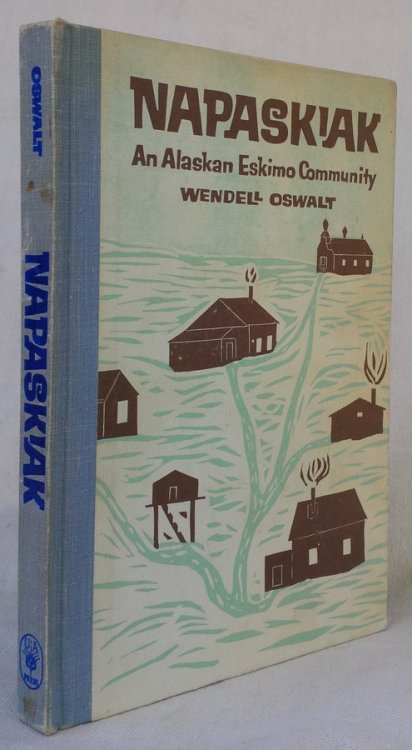 NAPASKIAK
An Alaskan Eskimo Community
WENDELL OSWALT
OSWALT
NAPASKIAK